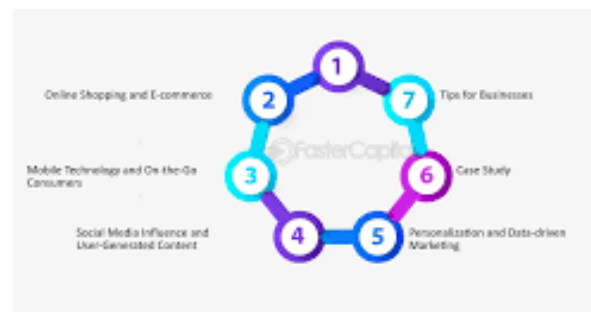 1
2
Online Shopping and E-commerce
7
Tips for Businesses
FasterCapital
3
Mobile Technology and On-the-Go
Consumers
6
Case Study
4
Social Media Influence and
User-Generated Content
5
Personalization and Data-driven
Marketing